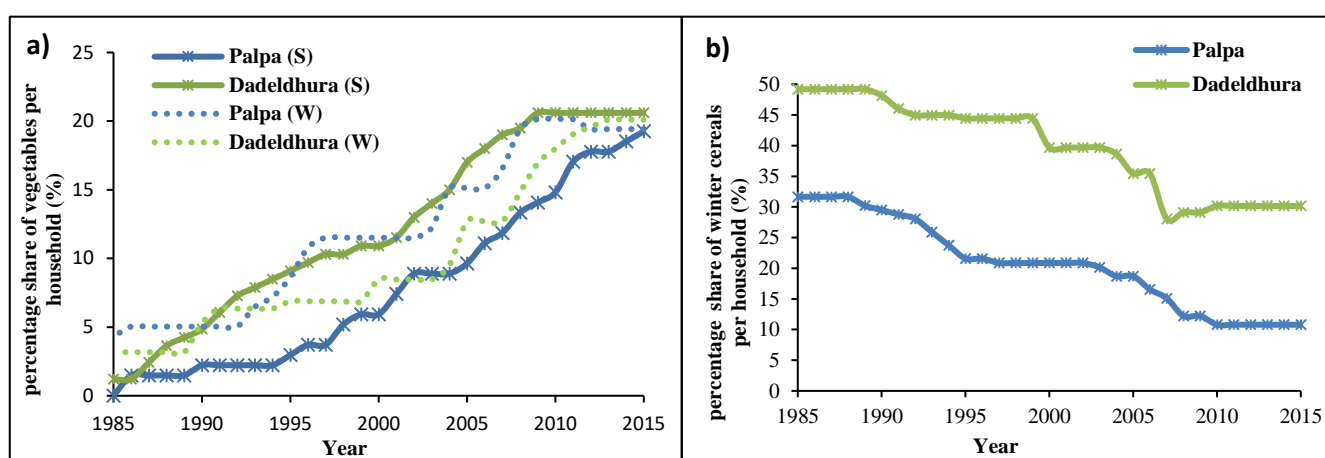 a)
Palpa (S)
Dadeldhura (S)
Palpa (W)
Dadeldhura (W)
percentage share of vegetables per
household (%)
25
20
15
10
5
0
1985 1990 1995 2000 2005 2010 2015
Year
b)
Palpa
Dadeldhura
percentage share of winter cereals
per household (%)
50
45
40
35
30
25
20
15
10
5
0
1985 1990 1995 2000 2005 2010 2015
Year